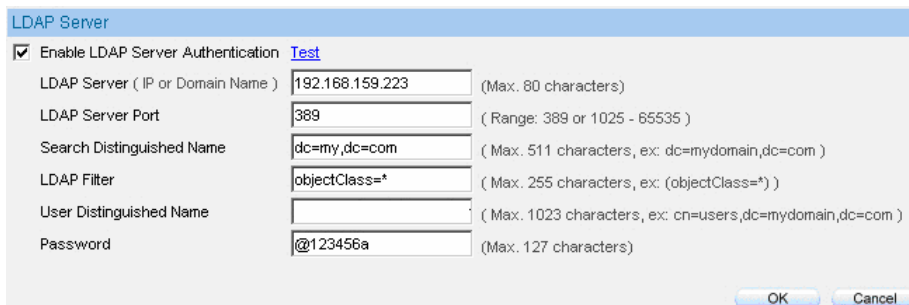 LDAP Server
Enable LDAP Server Authentication Test
LDAP Server ( IP or Domain Name ) 192.168.159.223 (Max. 80 characters)
LDAP Server Port 389 ( Range: 389 or 1025 - 65535 )
Search Distinguished Name dc=my,dc=com ( Max. 511 characters, ex: dc=mydomain,dc=com )
LDAP Filter objectClass=* ( Max. 255 characters, ex: (objectClass=*) )
User Distinguished Name ( Max. 1023 characters, ex: cn=users,dc=mydomain,dc=com )
Password @123456a (Max. 127 characters)
OK Cancel